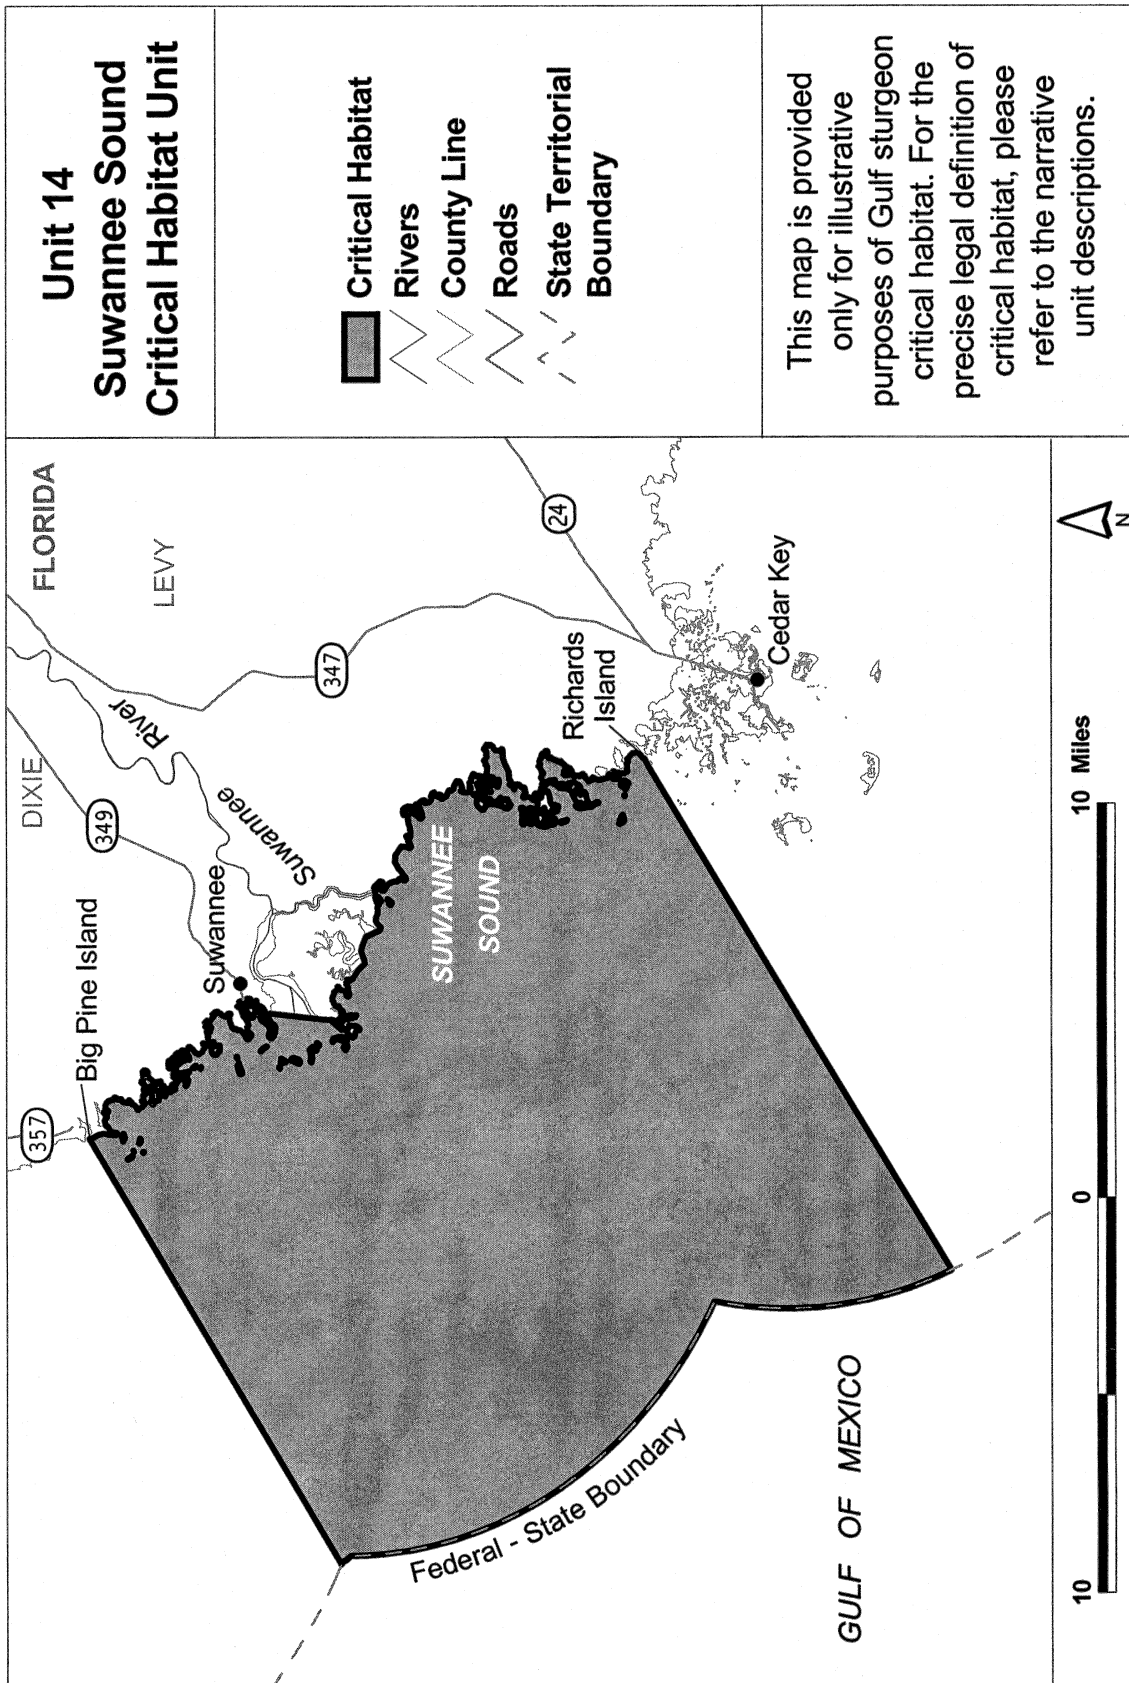 Unit 14
Suwannee Sound
Critical Habitat Unit
Critical Habitat
Rivers
County Line
Roads
State Territorial
Boundary
This map is provided
only for illustrative
purposes of Gulf sturgeon
critical habitat. For the
precise legal definition of
critical habitat, please
refer to the narrative
unit descriptions.
FLORIDA
DIXIE
LEVY
357
349
347
24
Big Pine Island
Suwannee
Suwannee River
SUWANNEE
SOUND
Richards
Island
Cedar Key
Federal - State Boundary
GULF OF MEXICO
10
0
10 Miles
N